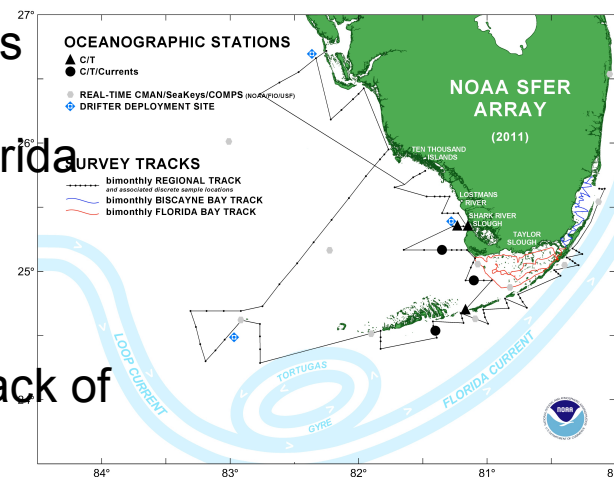 27°
s
OCEANOGRAPHIC STATIONS
C/T
C/T/Currents
REAL-TIME CMAN/SeaKeys/COMPS (NOAA/FIO/USF)
DRIFTER DEPLOYMENT SITE
NOAA SFER
ARRAY
(2011)
26°
rida
TEN THOUSAND
ISLANDS
SURVEY TRACKS
bimonthly REGIONAL TRACK
and associated discrete sample locations
bimonthly BISCAYNE BAY TRACK
bimonthly FLORIDA BAY TRACK
LOSTMANS
RIVER
SHARK RIVER
SLOUGH
TAYLOR
SLOUGH
25°
LOOP CURRENT
TORTUGAS
GYRE
FLORIDA CURRENT
ack of
24°
NOAA
84°
83°
82°
81°
8